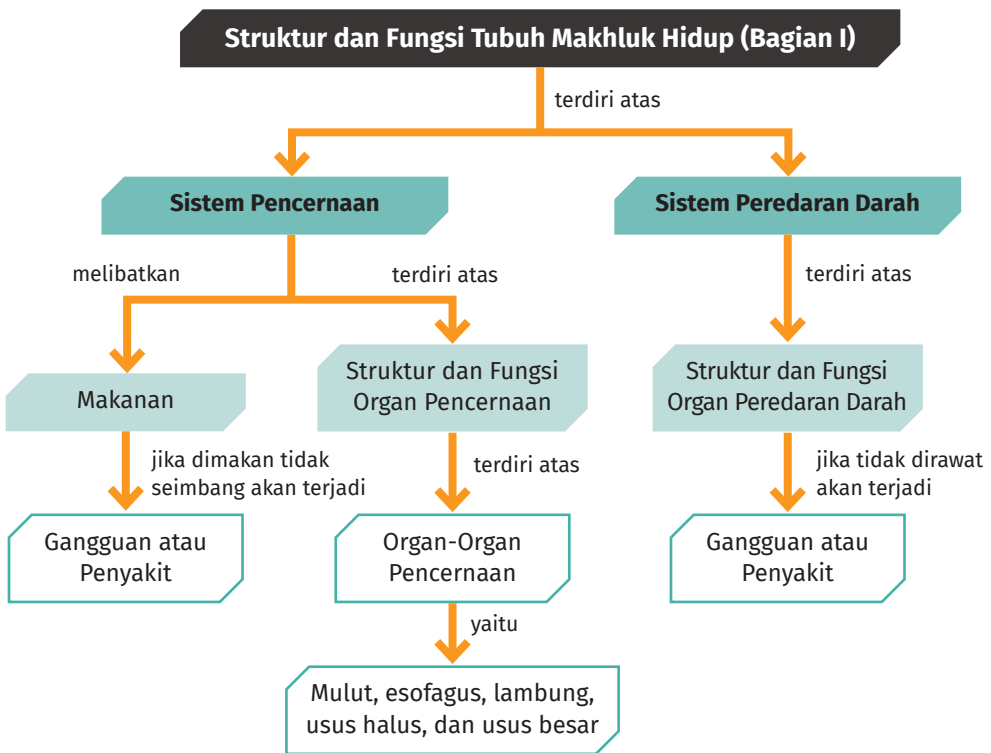 Struktur dan Fungsi Tubuh Makhluk Hidup (Bagian I)
terdiri atas
Sistem Pencernaan
Sistem Peredaran Darah
melibatkan
terdiri atas
terdiri atas
Makanan
Struktur dan Fungsi
Organ Pencernaan
Struktur dan Fungsi
Organ Peredaran Darah
jika dimakan tidak
seimbang akan terjadi
terdiri atas
jika tidak dirawat
akan terjadi
Gangguan atau
Penyakit
Organ-Organ
Pencernaan
Gangguan atau
Penyakit
yaitu
Mulut, esofagus, lambung,
usus halus, dan usus besar